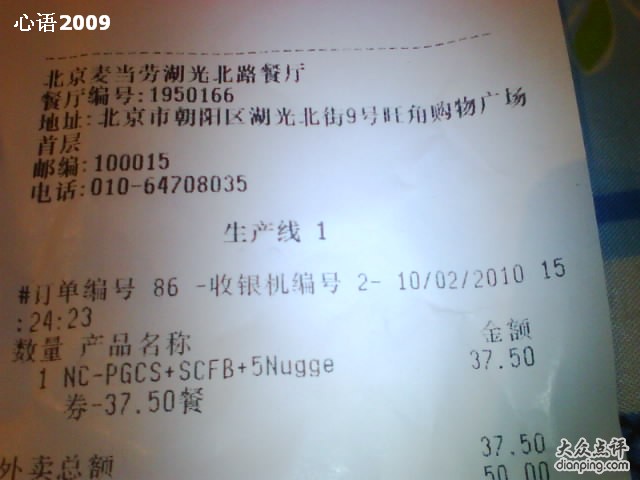 心语2009
北京麦当劳湖光北路餐厅
餐厅编号:1950166
地址:北京市朝阳区湖光北街9号旺角购物广场
首层
邮编:100015
电话:010-64708035
生产线 1
#订单编号 86 -收银机编号 2- 10/02/2010 15
:24:23
数量 产品名称 金额
1 NC-PGCS+SCFB+5Nugge 37.50
券-37.50餐
37.50
外卖总额 50.00
大众点评
dianping.com